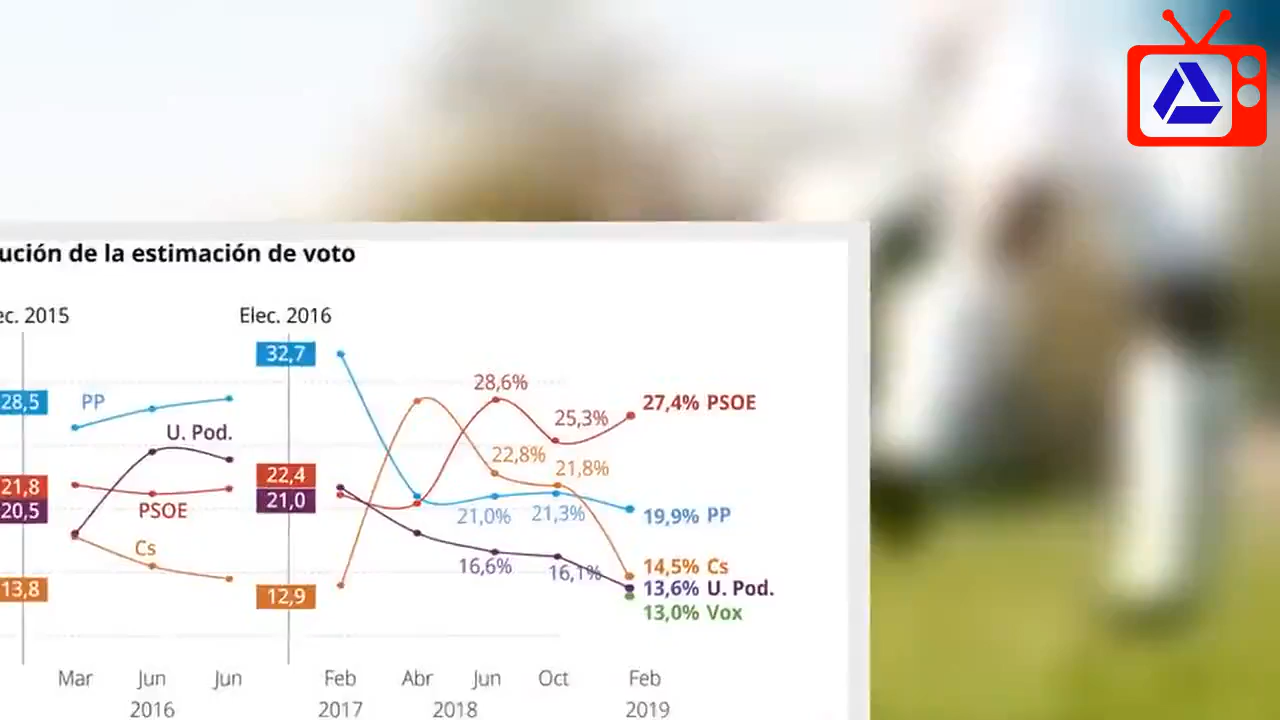 ución de la estimación de voto
ec. 2015
Elec. 2016
32,7
28,6%
28,5
PP
27,4% PSOE
25,3%
U. Pod.
22,8%
21,8%
22,4
21,8
21,0
20,5
PSOE
21,0%
21,3%
19,9% PP
Cs
16,6%
16,1%
14,5% Cs
13,8
12,9
13,6% U. Pod.
13,0% Vox
Mar
Jun
Jun
Feb
Abr
Jun
Oct
Feb
2016
2017
2018
2019